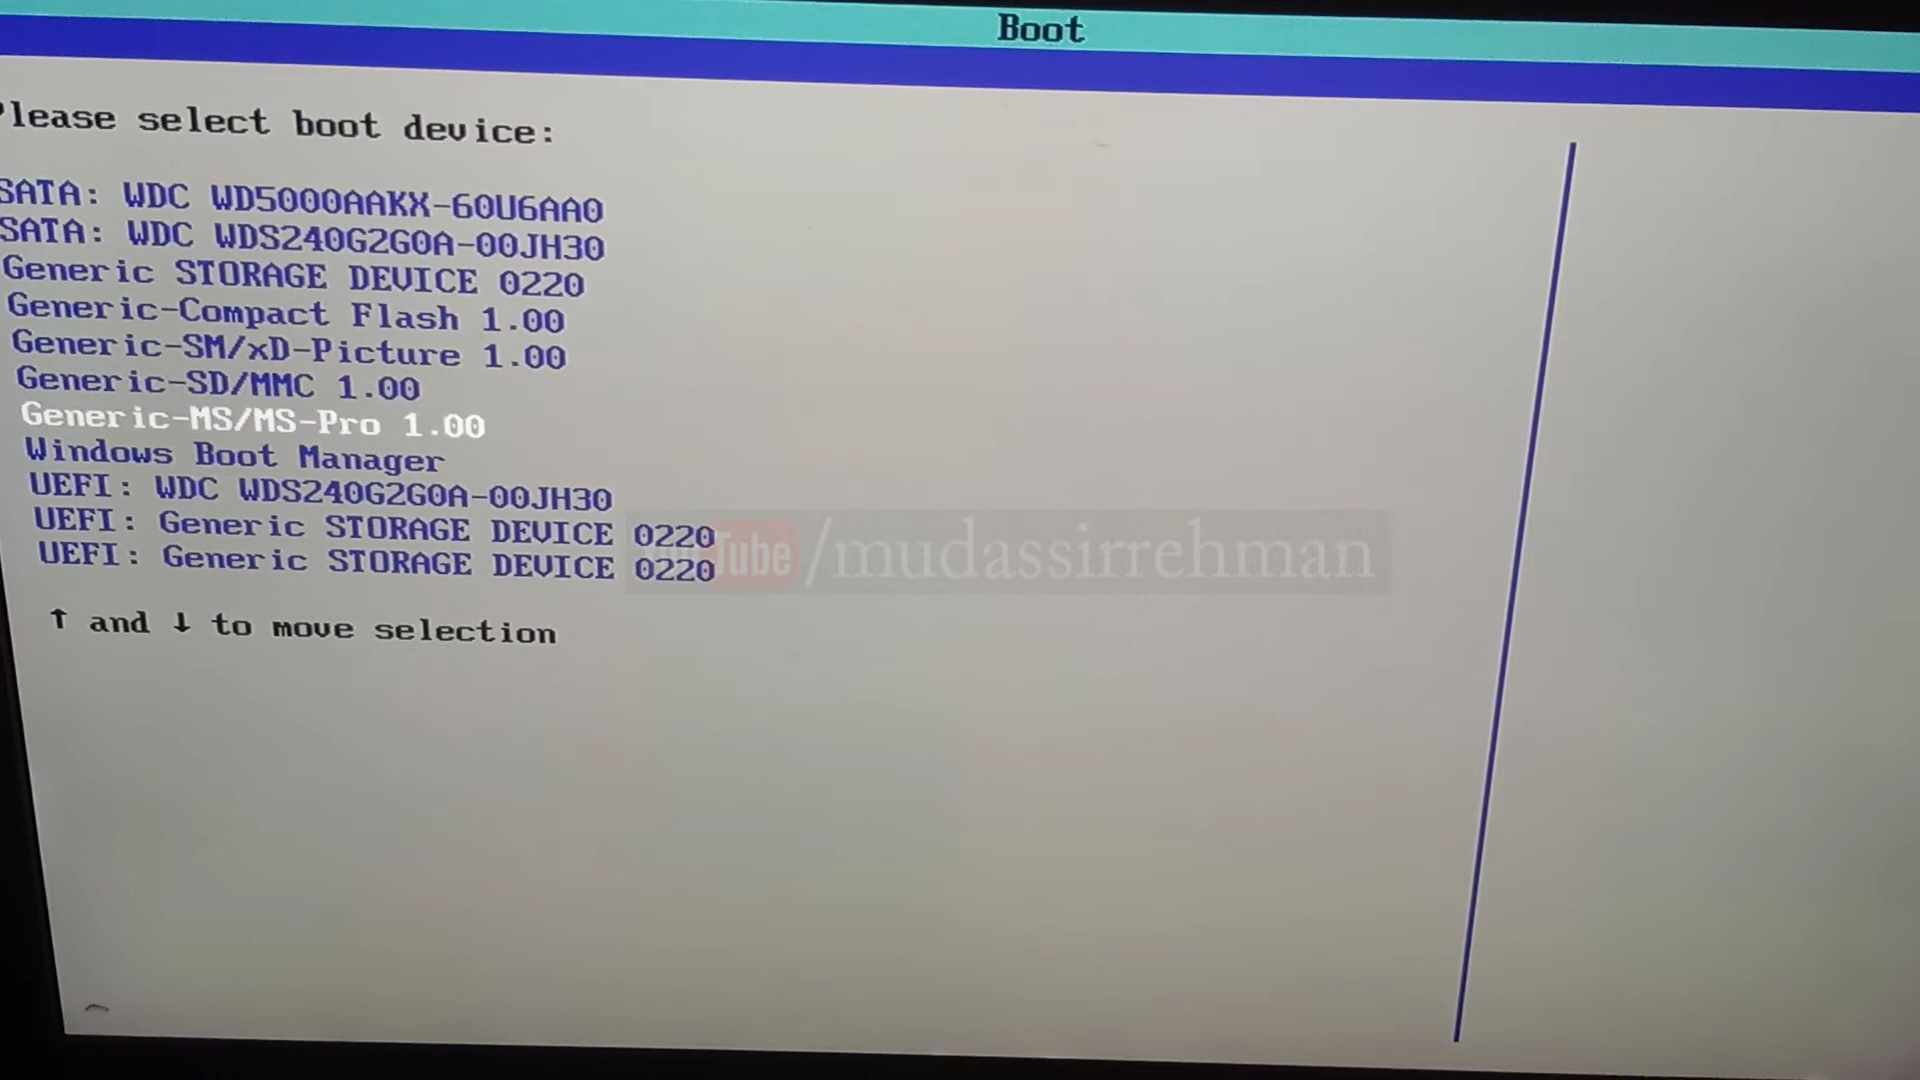 Boot
Please select boot device:
SATA: WDC WD5000AAKX-60U6AA0
SATA: WDC WDS240G2G0A-00JH30
Generic STORAGE DEVICE 0220
Generic-Compact Flash 1.00
Generic-SM/xD-Picture 1.00
Generic-SD/MMC 1.00
Generic-MS/MS-Pro 1.00
Windows Boot Manager
UEFI: WDC WDS240G2G0A-00JH30
UEFI: Generic STORAGE DEVICE 0220
UEFI: Generic STORAGE DEVICE 0220
YouTube/mudassirrehman
↑ and ↓ to move selection